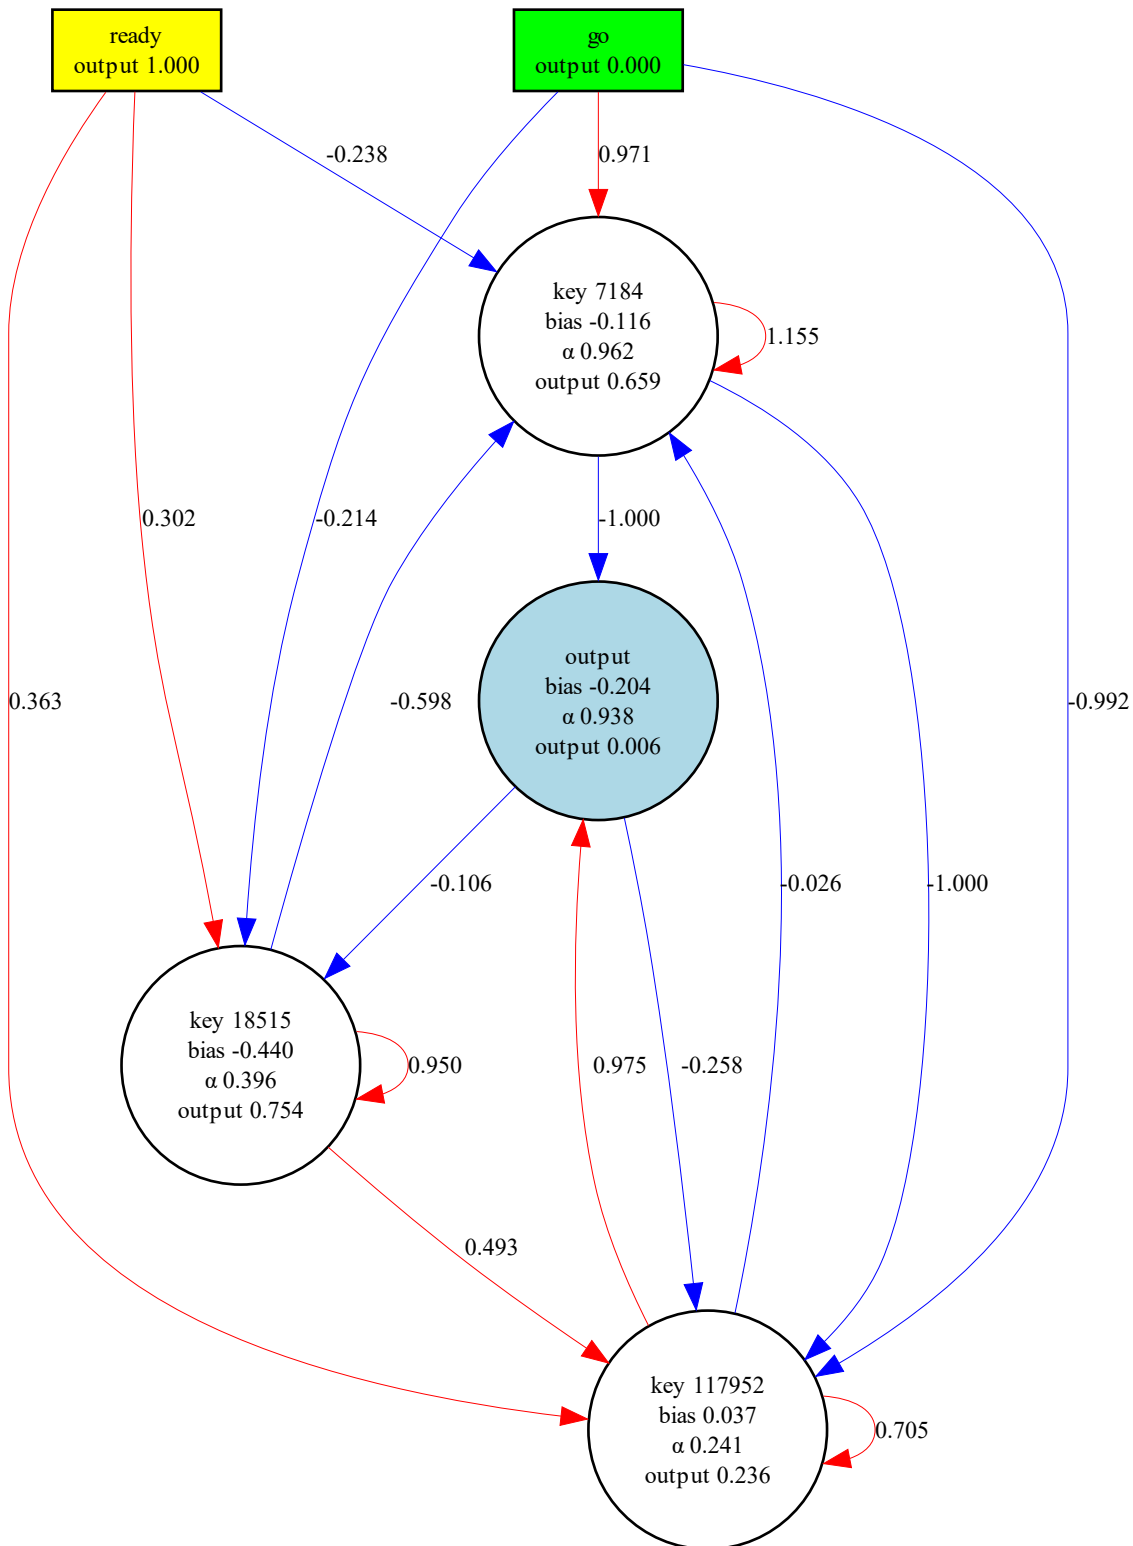 ready
output 1.000
go
output 0.000
-0.238
0.971
key 7184
bias -0.116
α 0.962
output 0.659
1.155
0.302
-0.214
-1.000
output
bias -0.204
α 0.938
output 0.006
0.363
-0.598
-0.992
-0.106
-0.026
-1.000
key 18515
bias -0.440
α 0.396
output 0.754
0.950
0.975
-0.258
0.493
key 117952
bias 0.037
α 0.241
output 0.236
0.705